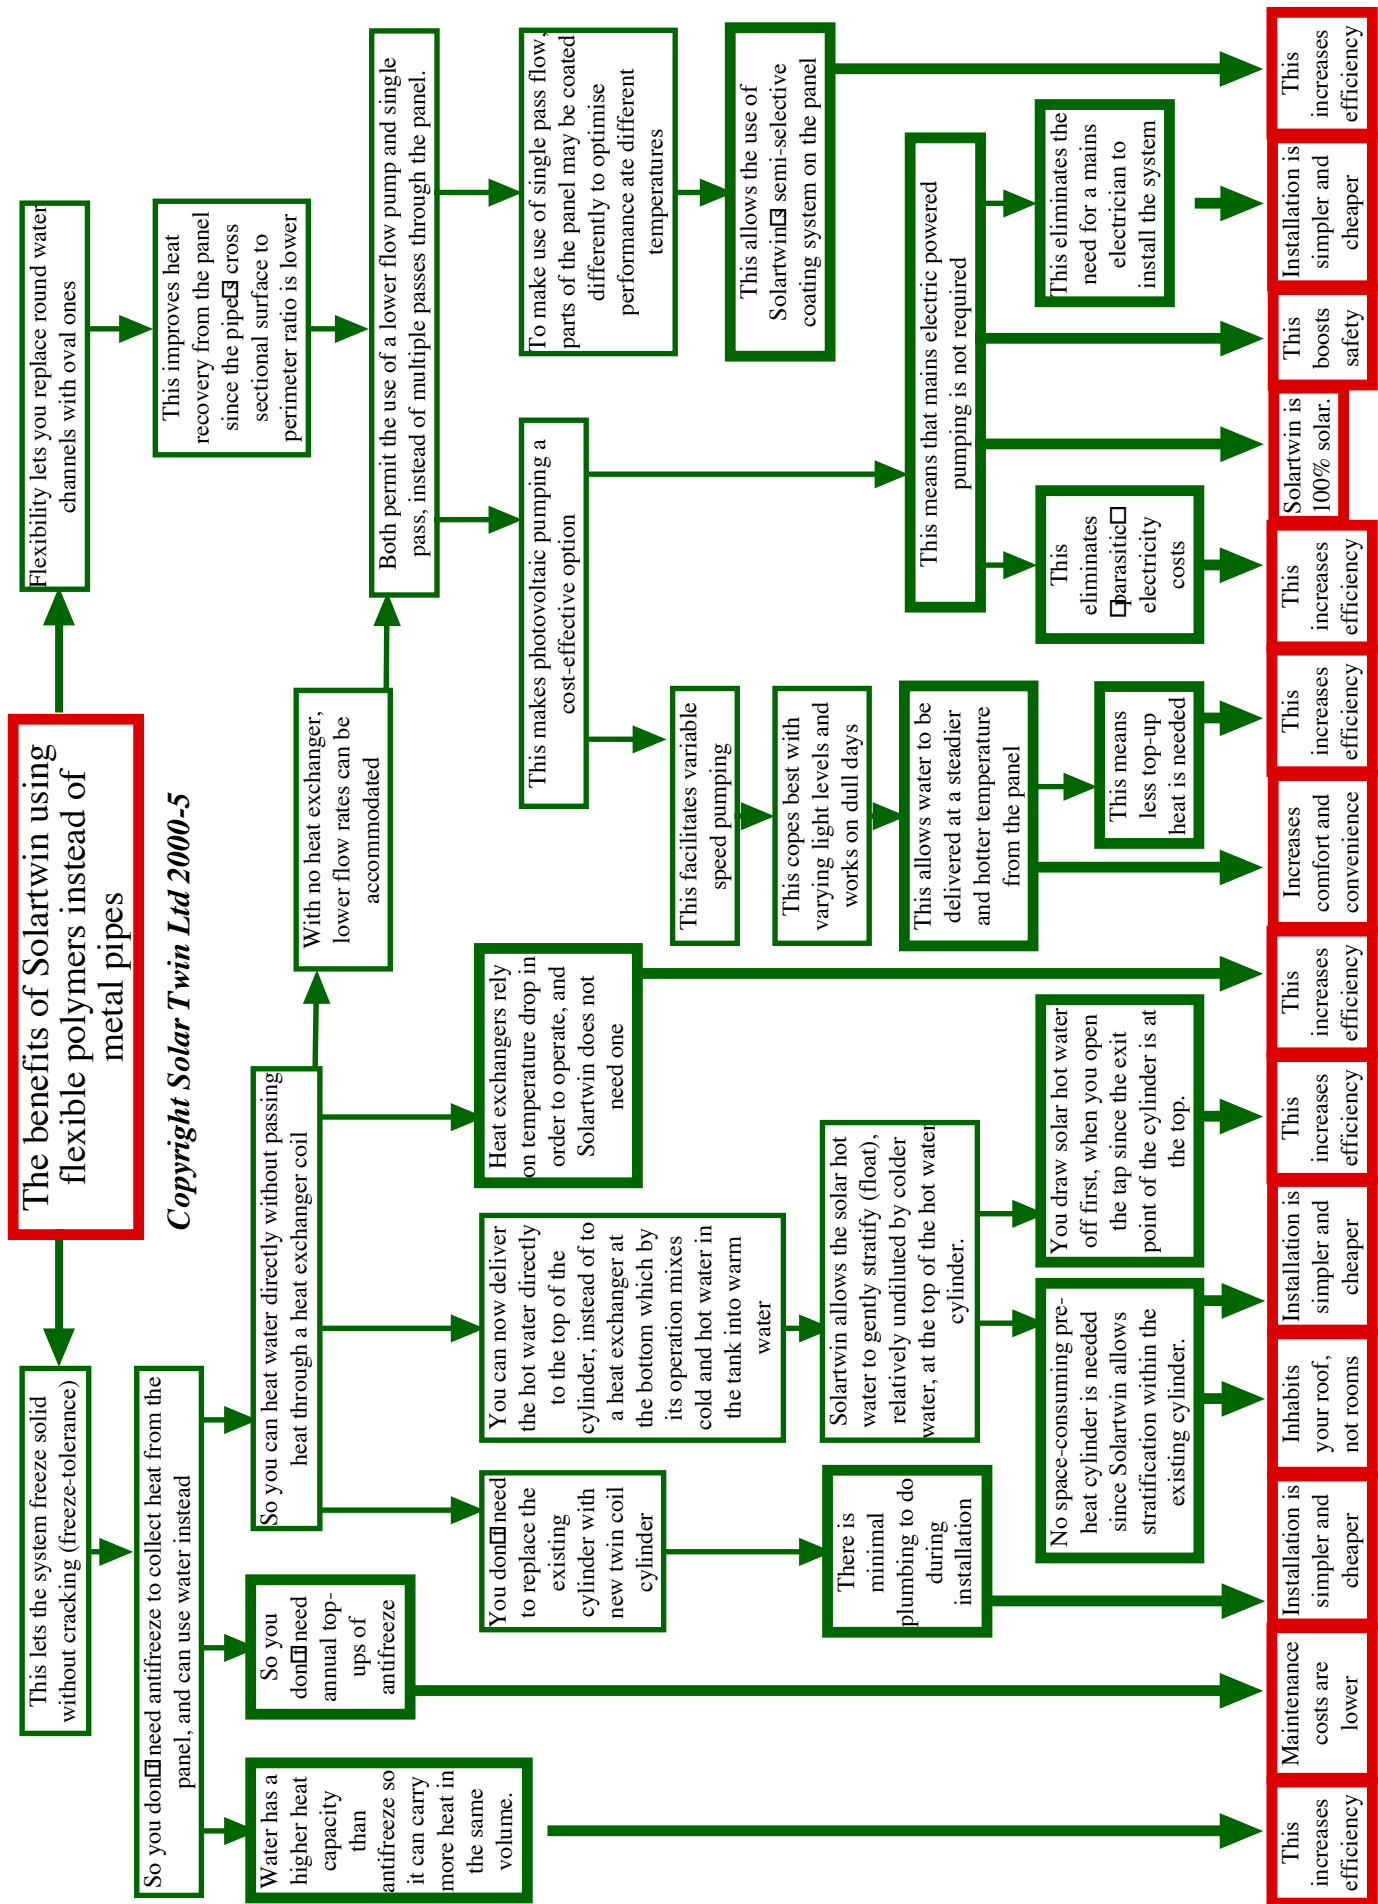 The benefits of Solartwin using
flexible polymers instead of
metal pipes
Copyright Solar Twin Ltd 2000-5
This lets the system freeze solid
without cracking (freeze-tolerance)
Flexibility lets you replace round water
channels with oval ones
So you don□t need antifreeze to collect heat from the
panel, and can use water instead
This improves heat
recovery from the panel
since the pipe□s cross
sectional surface to
perimeter ratio is lower
Water has a
higher heat
capacity
than
antifreeze so
it can carry
more heat in
the same
volume.
So you
don□t need
annual top-
ups of
antifreeze
So you can heat water directly without passing
heat through a heat exchanger coil
With no heat exchanger,
lower flow rates can be
accommodated
Both permit the use of a lower flow pump and single
pass, instead of multiple passes through the panel.
You don□t need
to replace the
existing
cylinder with
new twin coil
cylinder
You can now deliver
the hot water directly
to the top of the
cylinder, instead of to
a heat exchanger at
the bottom which by
its operation mixes
cold and hot water in
the tank into warm
water
Heat exchangers rely
on temperature drop in
order to operate, and
Solartwin does not
need one
This makes photovoltaic pumping a
cost-effective option
To make use of single pass flow,
parts of the panel may be coated
differently to optimise
performance ate different
temperatures
This facilitates variable
speed pumping
This allows the use of
Solartwin□s semi-selective
coating system on the panel
This copes best with
varying light levels and
works on dull days
There is
minimal
plumbing to do
during
installation
Solartwin allows the solar hot
water to gently stratify (float),
relatively undiluted by colder
water, at the top of the hot water
cylinder.
This allows water to be
delivered at a steadier
and hotter temperature
from the panel
This means that mains electric powered
pumping is not required
No space-consuming pre-
heat cylinder is needed
since Solartwin allows
stratification within the
existing cylinder.
You draw solar hot water
off first, when you open
the tap since the exit
point of the cylinder is at
the top.
This means
less top-up
heat is needed
This
eliminates
□parasitic□
electricity
costs
This eliminates the
need for a mains
electrician to
install the system
This
increases
efficiency
Maintenance
costs are
lower
Installation is
simpler and
cheaper
Inhabits
your roof,
not rooms
Installation is
simpler and
cheaper
This
increases
efficiency
This
increases
efficiency
Increases
comfort and
convenience
This
increases
efficiency
This
increases
efficiency
Solartwin is
100% solar.
This
boosts
safety
Installation is
simpler and
cheaper
This
increases
efficiency